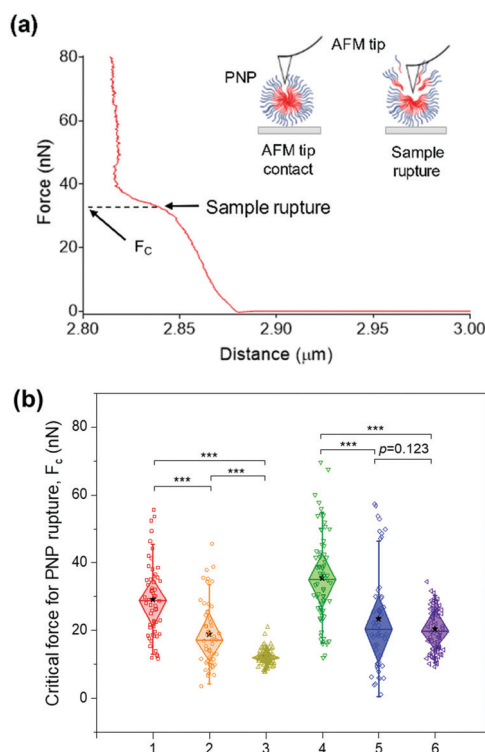 (a)
AFM tip
PNP
AFM tip
contact
Sample
rupture
Sample rupture
F_C
Force (nN)
80
60
40
20
0
2.80 2.85 2.90 2.95 3.00
Distance (μm)
(b)
Critical force for PNP rupture, F_c (nN)
80
60
40
20
0
*** ***
*** *** *** p=0.123
1 2 3 4 5 6